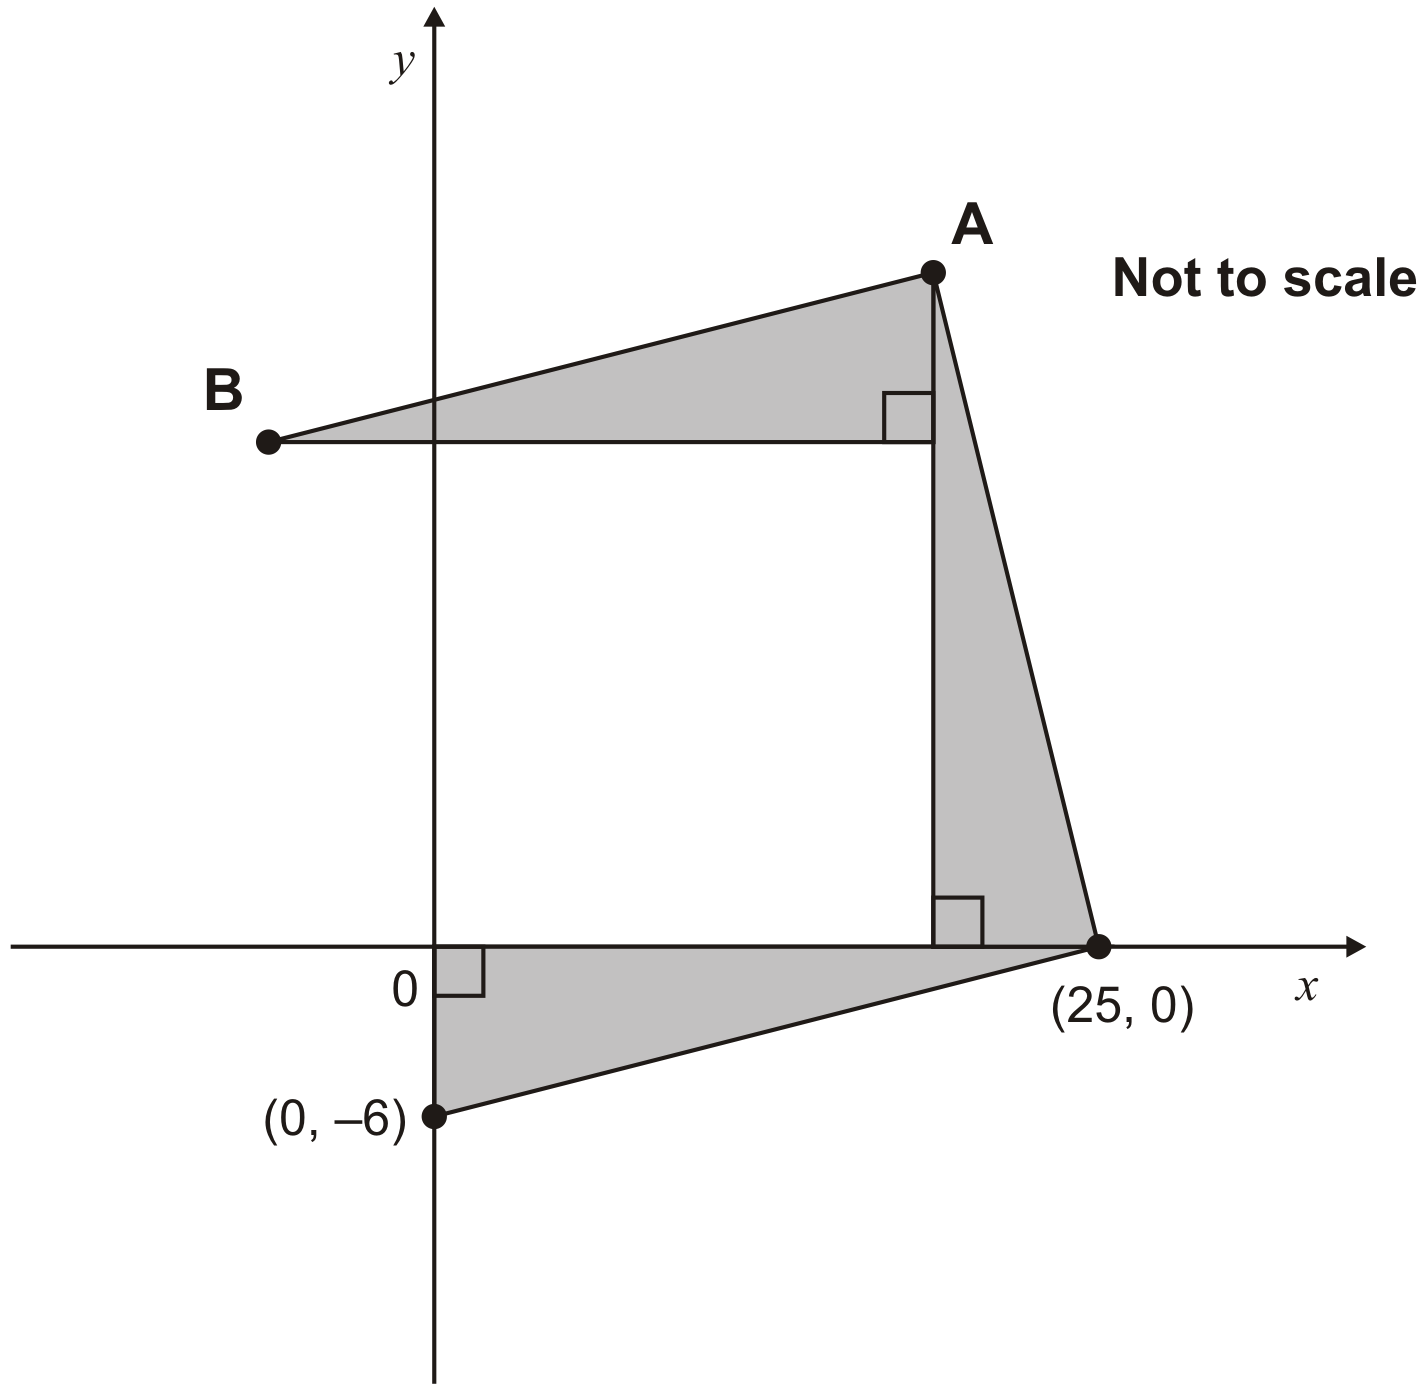 y
A
Not to scale
B
0
x
(25, 0)
(0, –6)